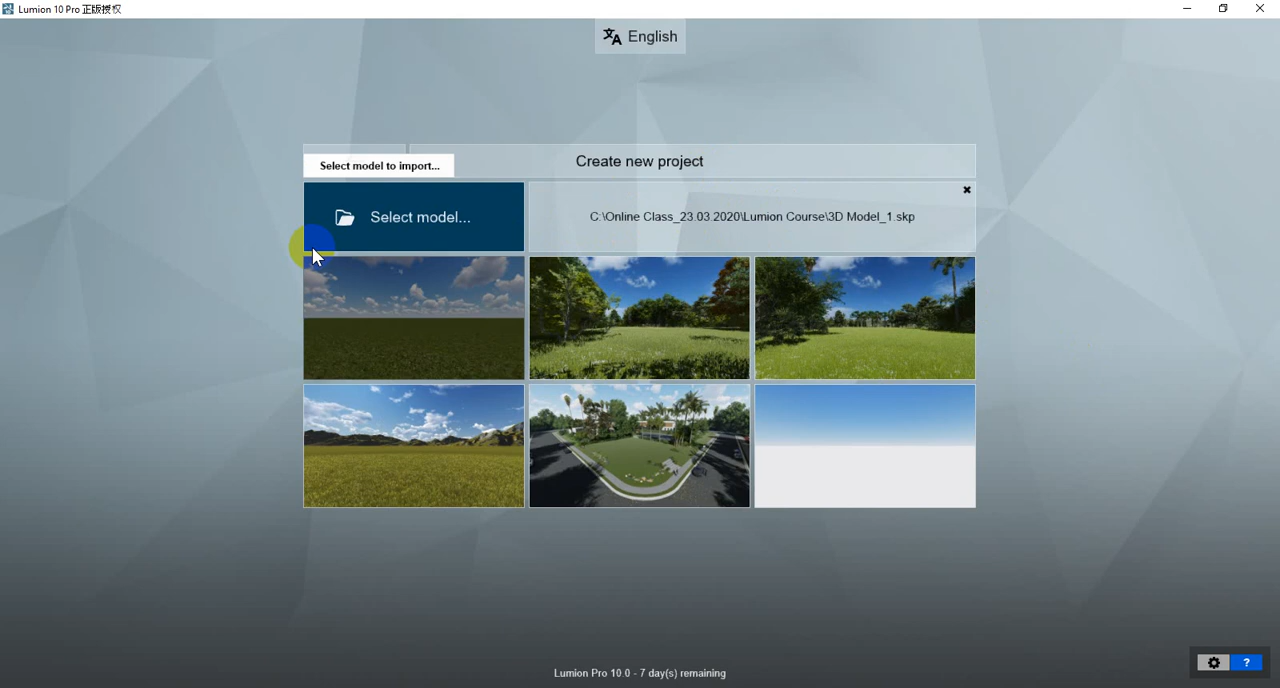 Lumion 10 Pro 正版授权
English
Create new project
Select model to import...
Select model...
C:\Online Class_23.03.2020\Lumion Course\3D Model_1.skp
Lumion Pro 10.0 - 7 day(s) remaining
?